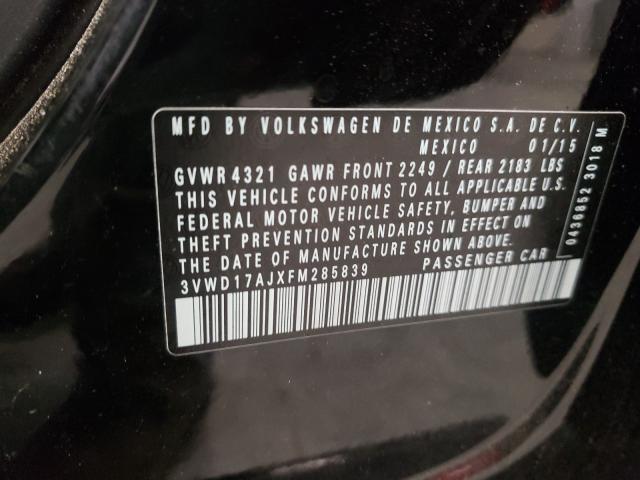 MFD BY VOLKSWAGEN DE MEXICO S.A. DE C.V.
MEXICO 01/15
GVWR 4321 GAWR FRONT 2249 / REAR 2183 LBS
THIS VEHICLE CONFORMS TO ALL APPLICABLE U.S.
FEDERAL MOTOR VEHICLE SAFETY, BUMPER AND
THEFT PREVENTION STANDARDS IN EFFECT ON
THE DATE OF MANUFACTURE SHOWN ABOVE.
3VWD17AJXFM285839 PASSENGER CAR
0436852 3018 M